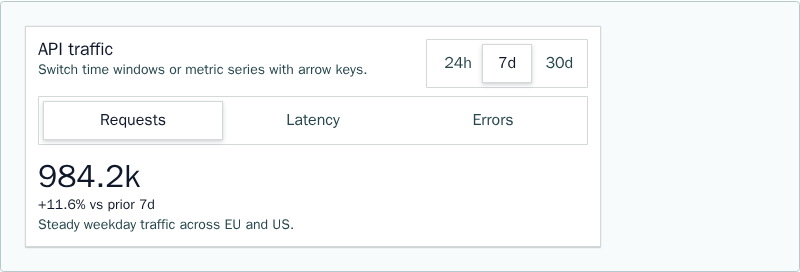 API traffic
Switch time windows or metric series with arrow keys.
24h 7d 30d
Requests Latency Errors
984.2k
+11.6% vs prior 7d
Steady weekday traffic across EU and US.